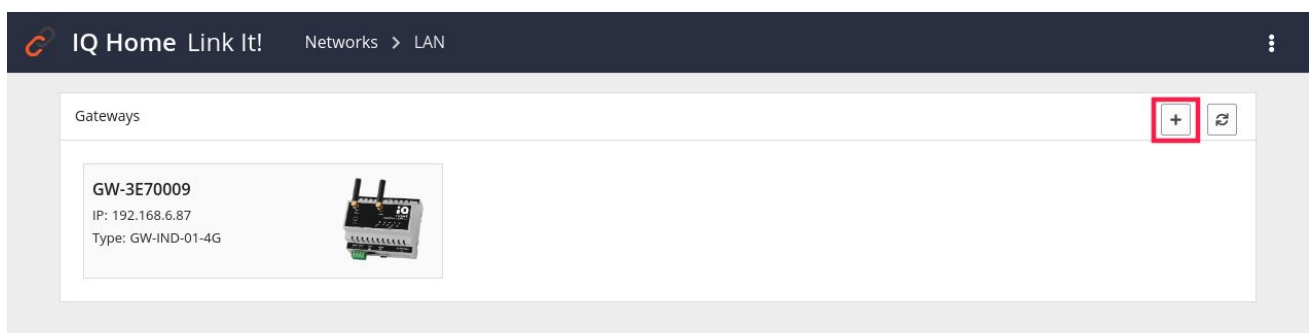 IQ Home Link It! Networks > LAN
Gateways
+
GW-3E70009
IP: 192.168.6.87
Type: GW-IND-01-4G
iQ